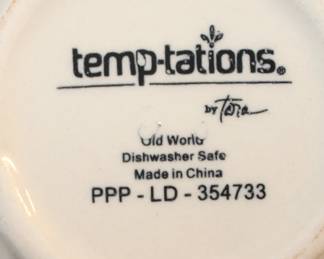 temp-tations®
BY Tara
Old World
Dishwasher Safe
Made in China
PPP - LD - 354733